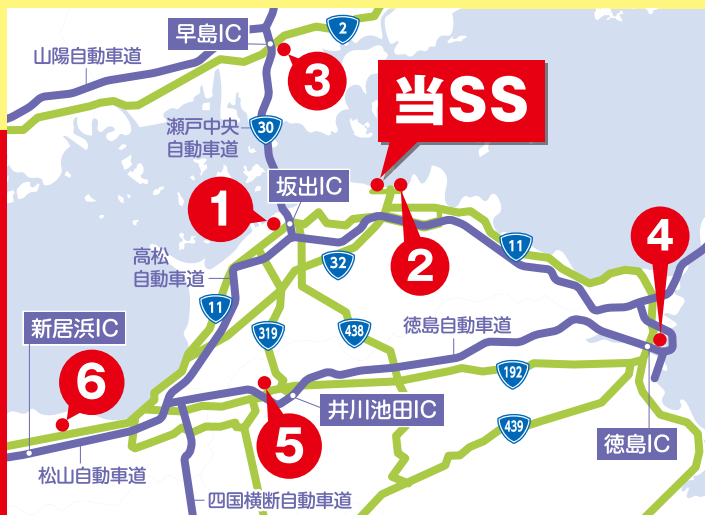 2
早島IC
山陽自動車道
3
当SS
瀬戸中央
自動車道
30
坂出IC
1
2
4
11
高松
自動車道
32
11
新居浜IC
319
438
徳島自動車道
6
192
井川池田IC
5
439
徳島IC
松山自動車道
四国横断自動車道